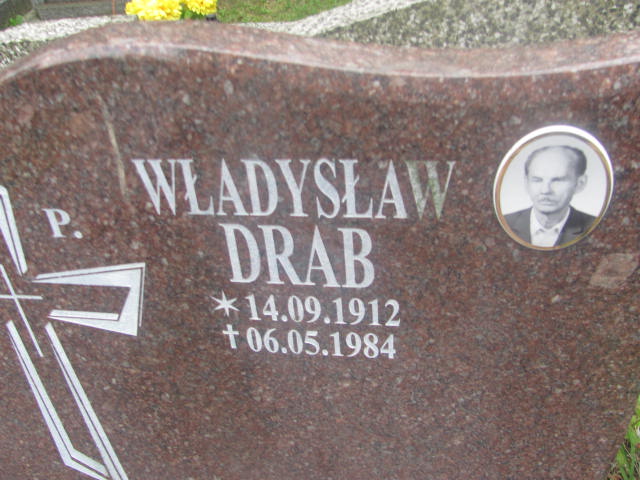 P.
WŁADYSŁAW
DRAB
* 14.09.1912
† 06.05.1984